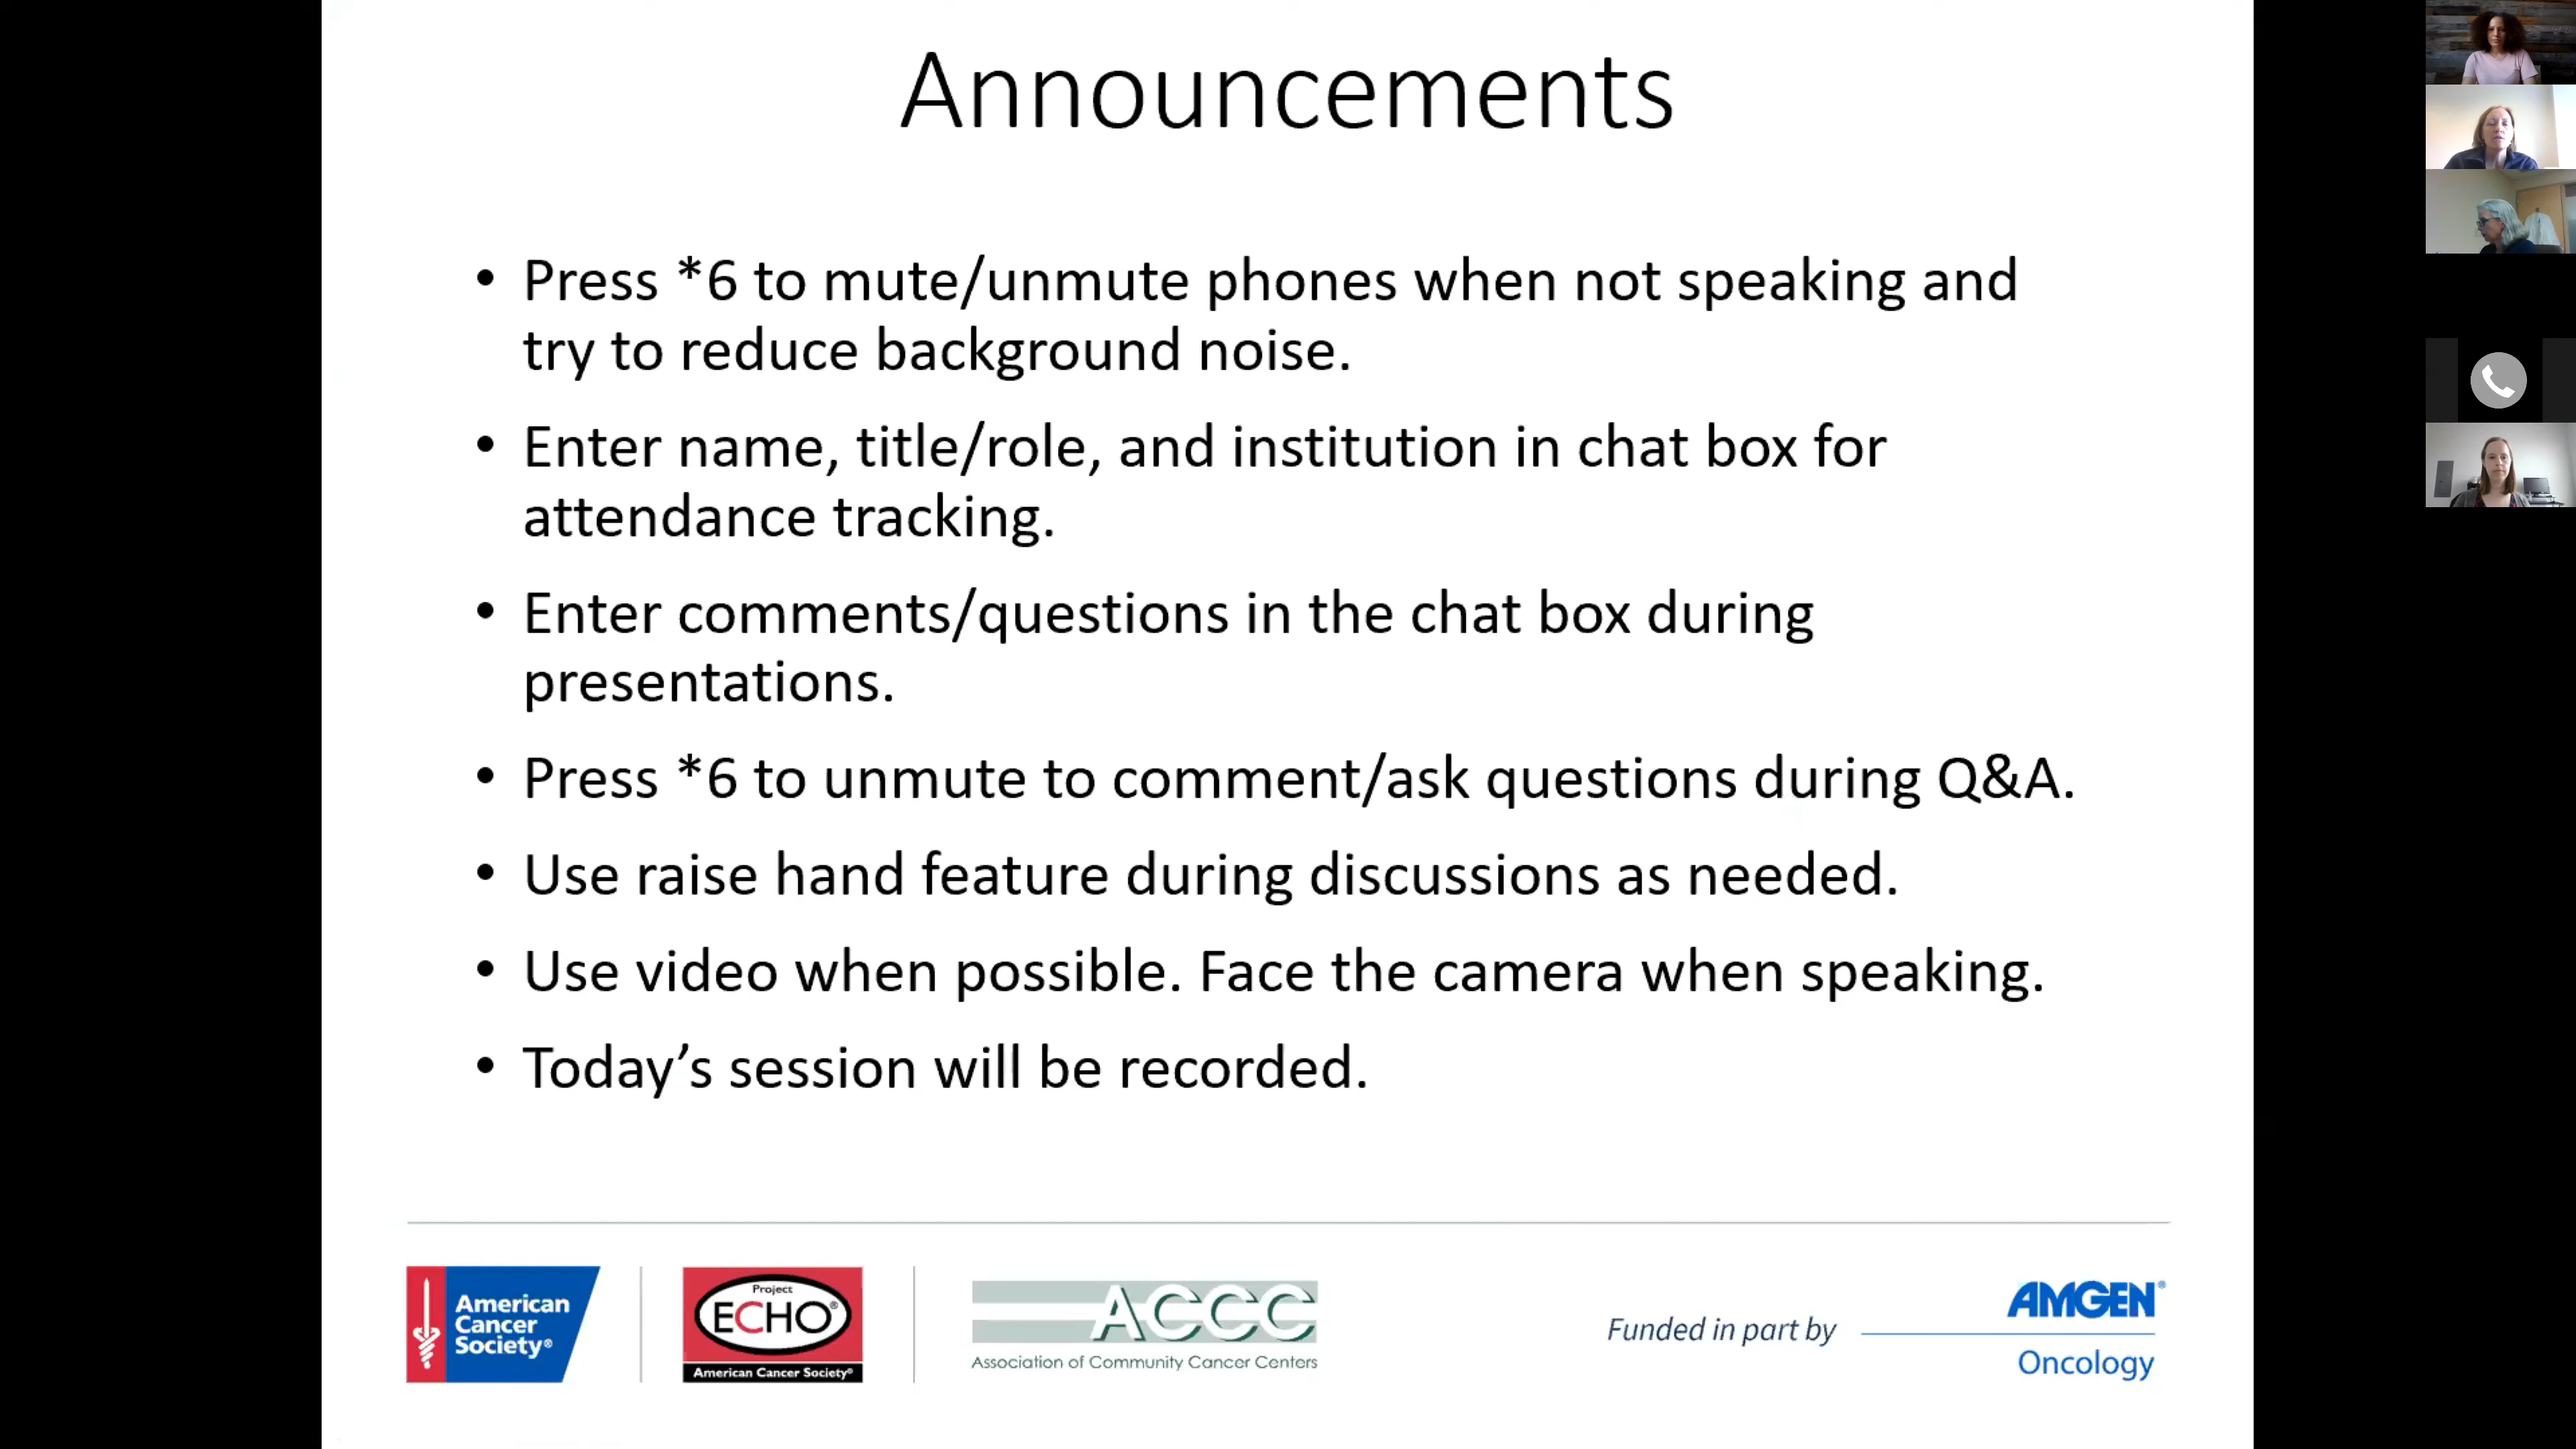 Announcements
• Press *6 to mute/unmute phones when not speaking and
try to reduce background noise.
• Enter name, title/role, and institution in chat box for
attendance tracking.
• Enter comments/questions in the chat box during
presentations.
• Press *6 to unmute to comment/ask questions during Q&A.
• Use raise hand feature during discussions as needed.
• Use video when possible. Face the camera when speaking.
• Today’s session will be recorded.
American
Cancer
Society®
Project
ECHO®
American Cancer Society®
ACCC
Association of Community Cancer Centers
Funded in part by
AMGEN®
Oncology